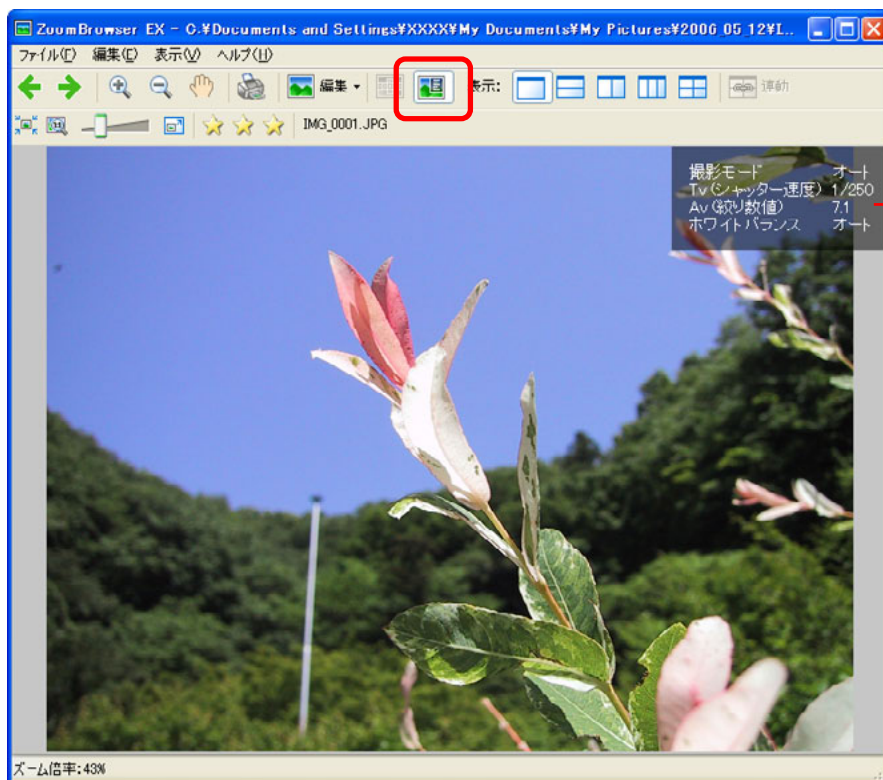 ZoomBrowser EX - C:¥Documents and Settings¥XXXX¥My Documents¥My Pictures¥2006_05_12¥I...
ファイル(F) 編集(E) 表示(V) ヘルプ(H)
編集 表示: 連動
IMG_0001.JPG
撮影モード オート
Tv(シャッター速度) 1/250
Av(絞り数値) 7.1
ホワイトバランス オート
ズーム倍率:43%